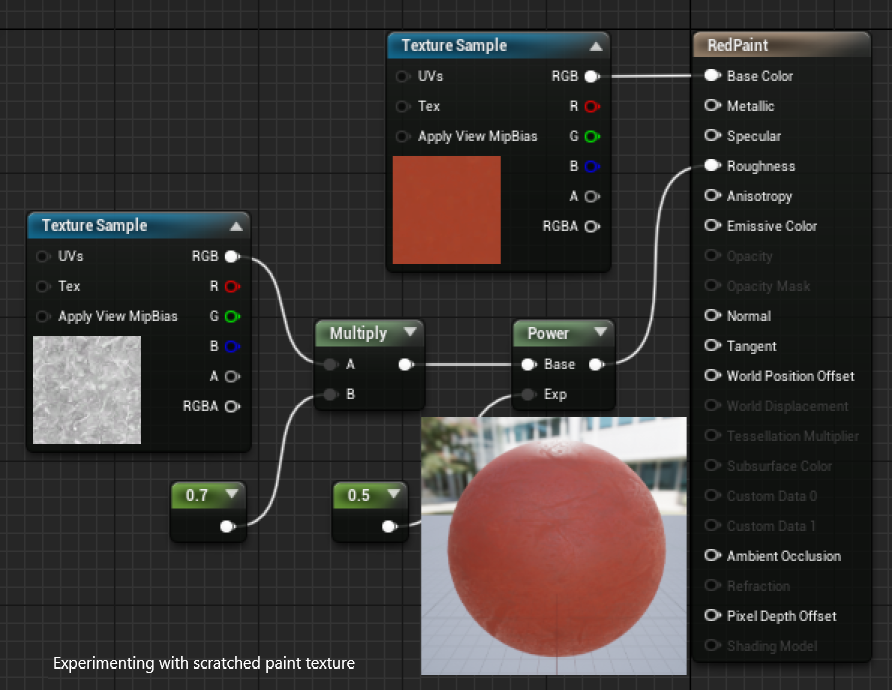 Texture Sample
UVs RGB
Tex R
Apply View MipBias G
B
A
RGBA
RedPaint
Base Color
Metallic
Specular
Roughness
Anisotropy
Emissive Color
Opacity
Opacity Mask
Normal
Tangent
World Position Offset
World Displacement
Tessellation Multiplier
Subsurface Color
Custom Data 0
Custom Data 1
Ambient Occlusion
Refraction
Pixel Depth Offset
Shading Model
Texture Sample
UVs RGB
Tex R
Apply View MipBias G
B
A
RGBA
Multiply
A
B
Power
Base
Exp
0.7
0.5
Experimenting with scratched paint texture